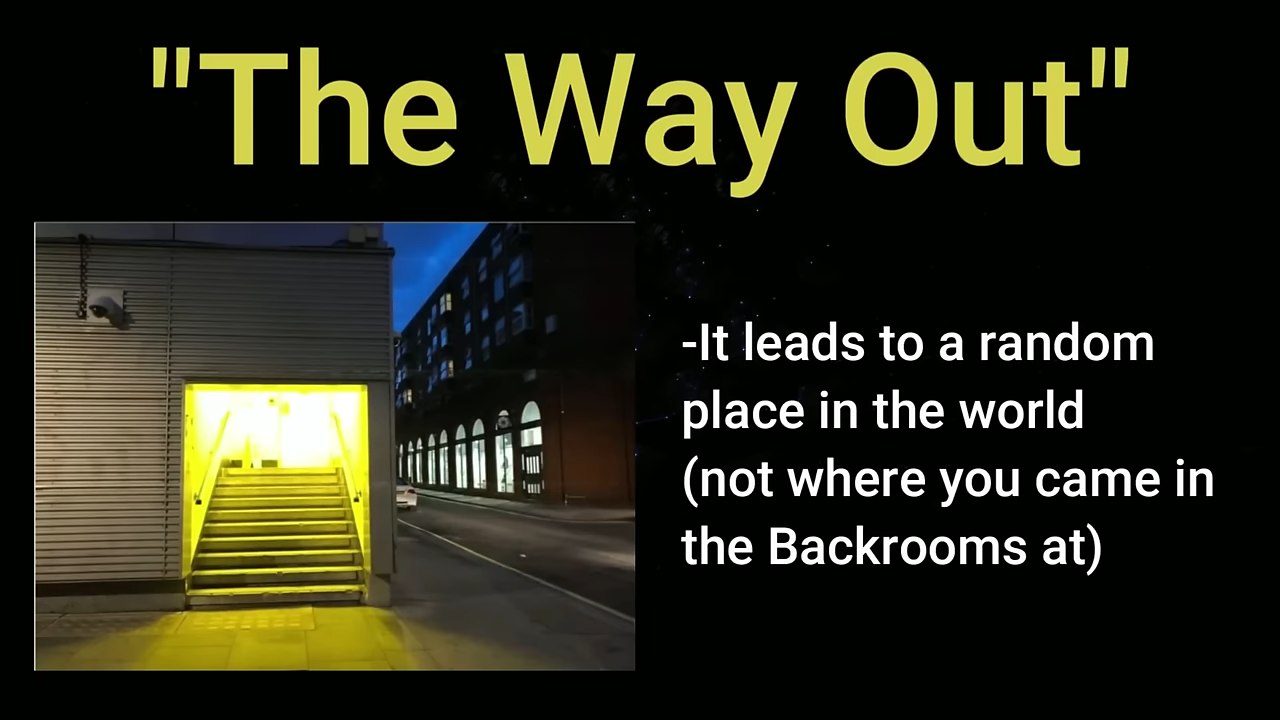 "The Way Out"
-It leads to a random
place in the world
(not where you came in
the Backrooms at)